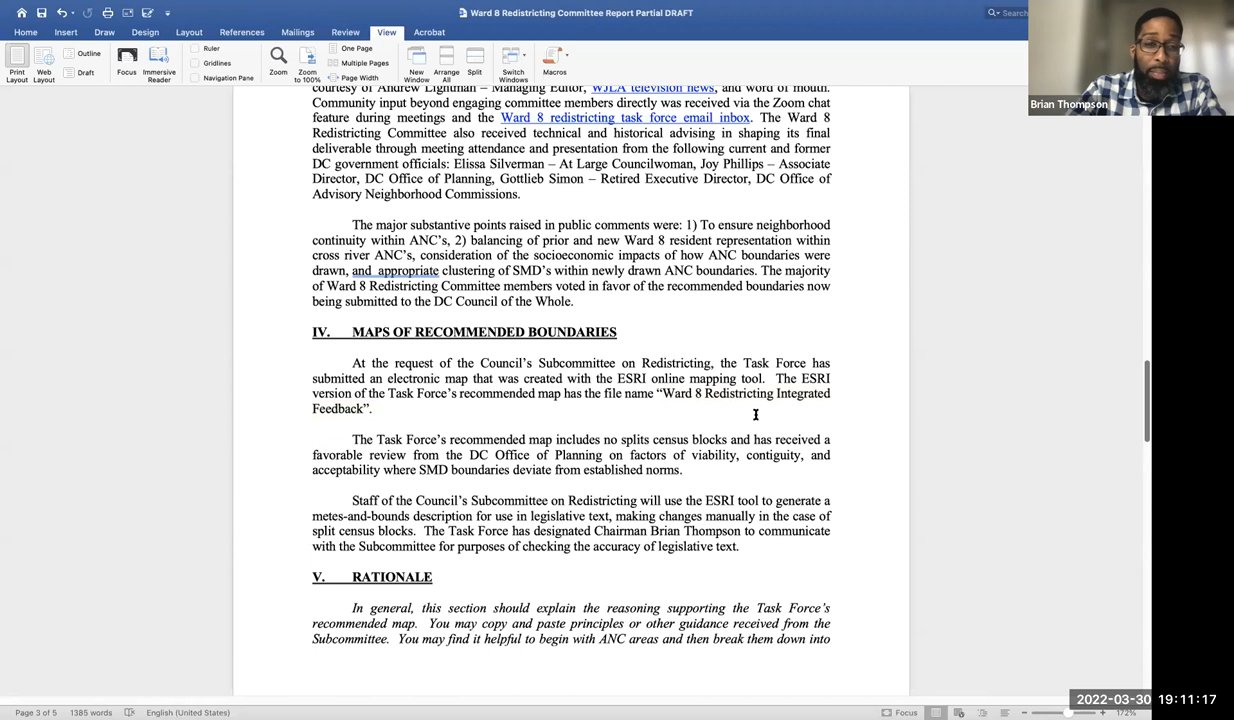 Ward 8 Redistricting Committee Report Partial DRAFT
Search
Home Insert Draw Design Layout References Mailings Review View Acrobat
Print Layout
Web Layout
Outline
Draft
Focus
Immersive Reader
Ruler
Gridlines
Navigation Pane
Zoom
Zoom to 100%
One Page
Multiple Pages
Page Width
New Window
Arrange All
Split
Switch Windows
Macros
Brian Thompson
courtesy of Andrew Lightman – Managing Editor, WJLA television news, and word of mouth.
Community input beyond engaging committee members directly was received via the Zoom chat
feature during meetings and the Ward 8 redistricting task force email inbox. The Ward 8
Redistricting Committee also received technical and historical advising in shaping its final
deliverable through meeting attendance and presentation from the following current and former
DC government officials: Elissa Silverman – At Large Councilwoman, Joy Phillips – Associate
Director, DC Office of Planning, Gottlieb Simon – Retired Executive Director, DC Office of
Advisory Neighborhood Commissions.
The major substantive points raised in public comments were: 1) To ensure neighborhood
continuity within ANC's, 2) balancing of prior and new Ward 8 resident representation within
cross river ANC's, consideration of the socioeconomic impacts of how ANC boundaries were
drawn, and appropriate clustering of SMD's within newly drawn ANC boundaries. The majority
of Ward 8 Redistricting Committee members voted in favor of the recommended boundaries now
being submitted to the DC Council of the Whole.
IV. MAPS OF RECOMMENDED BOUNDARIES
At the request of the Council's Subcommittee on Redistricting, the Task Force has
submitted an electronic map that was created with the ESRI online mapping tool. The ESRI
version of the Task Force's recommended map has the file name “Ward 8 Redistricting Integrated
Feedback”.
The Task Force's recommended map includes no splits census blocks and has received a
favorable review from the DC Office of Planning on factors of viability, contiguity, and
acceptability where SMD boundaries deviate from established norms.
Staff of the Council's Subcommittee on Redistricting will use the ESRI tool to generate a
metes-and-bounds description for use in legislative text, making changes manually in the case of
split census blocks. The Task Force has designated Chairman Brian Thompson to communicate
with the Subcommittee for purposes of checking the accuracy of legislative text.
V. RATIONALE
In general, this section should explain the reasoning supporting the Task Force's
recommended map. You may copy and paste principles or other guidance received from the
Subcommittee. You may find it helpful to begin with ANC areas and then break them down into
2022-03-30 19:11:17
Page 3 of 5 1385 words English (United States) Focus 172%